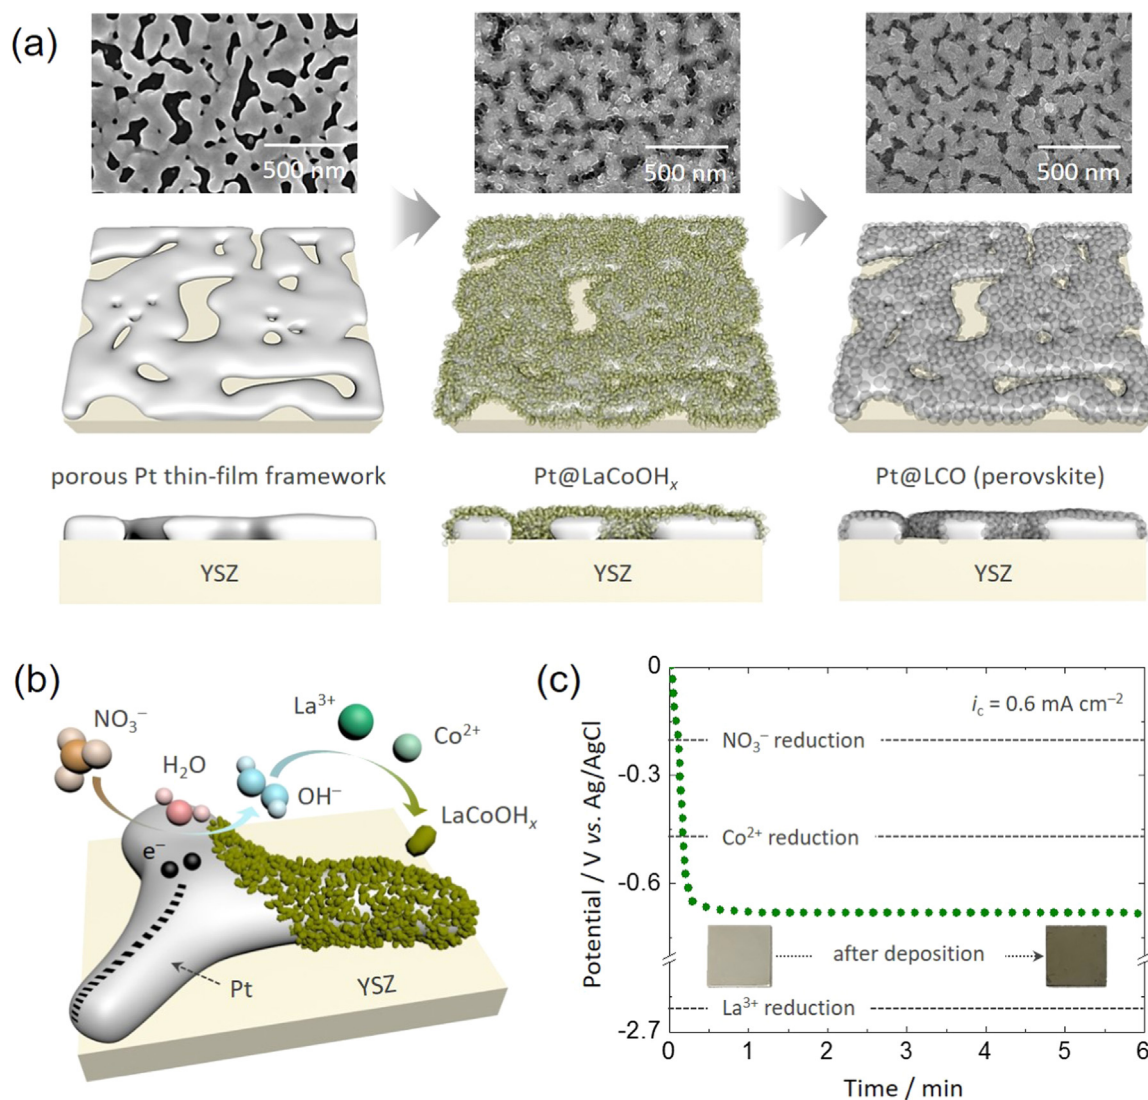 (a)
500 nm
500 nm
500 nm
porous Pt thin-film framework
Pt@LaCoOHₓ
Pt@LCO (perovskite)
YSZ
YSZ
YSZ
(b)
NO₃⁻
H₂O
e⁻
La³⁺
Co²⁺
OH⁻
LaCoOHₓ
Pt
YSZ
(c)
Potential / V vs. Ag/AgCl
0
-0.3
-0.6
-2.7
i_c = 0.6 mA cm⁻²
NO₃⁻ reduction
Co²⁺ reduction
after deposition
La³⁺ reduction
0 1 2 3 4 5 6
Time / min